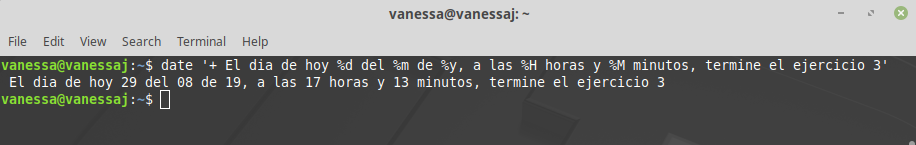 vanessa@vanessaj: ~
File Edit View Search Terminal Help
vanessa@vanessaj:~$ date '+ El dia de hoy %d del %m de %y, a las %H horas y %M minutos, termine el ejercicio 3'
El dia de hoy 29 del 08 de 19, a las 17 horas y 13 minutos, termine el ejercicio 3
vanessa@vanessaj:~$